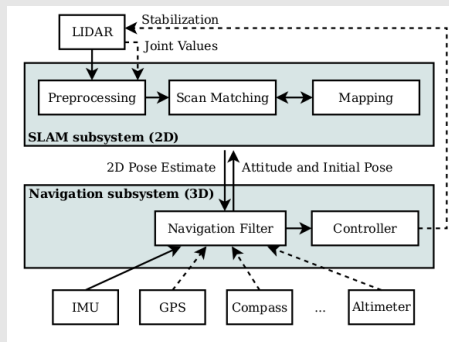 LIDAR
Stabilization
Joint Values
Preprocessing
Scan Matching
Mapping
SLAM subsystem (2D)
2D Pose Estimate
Attitude and Initial Pose
Navigation subsystem (3D)
Navigation Filter
Controller
IMU
GPS
Compass
...
Altimeter